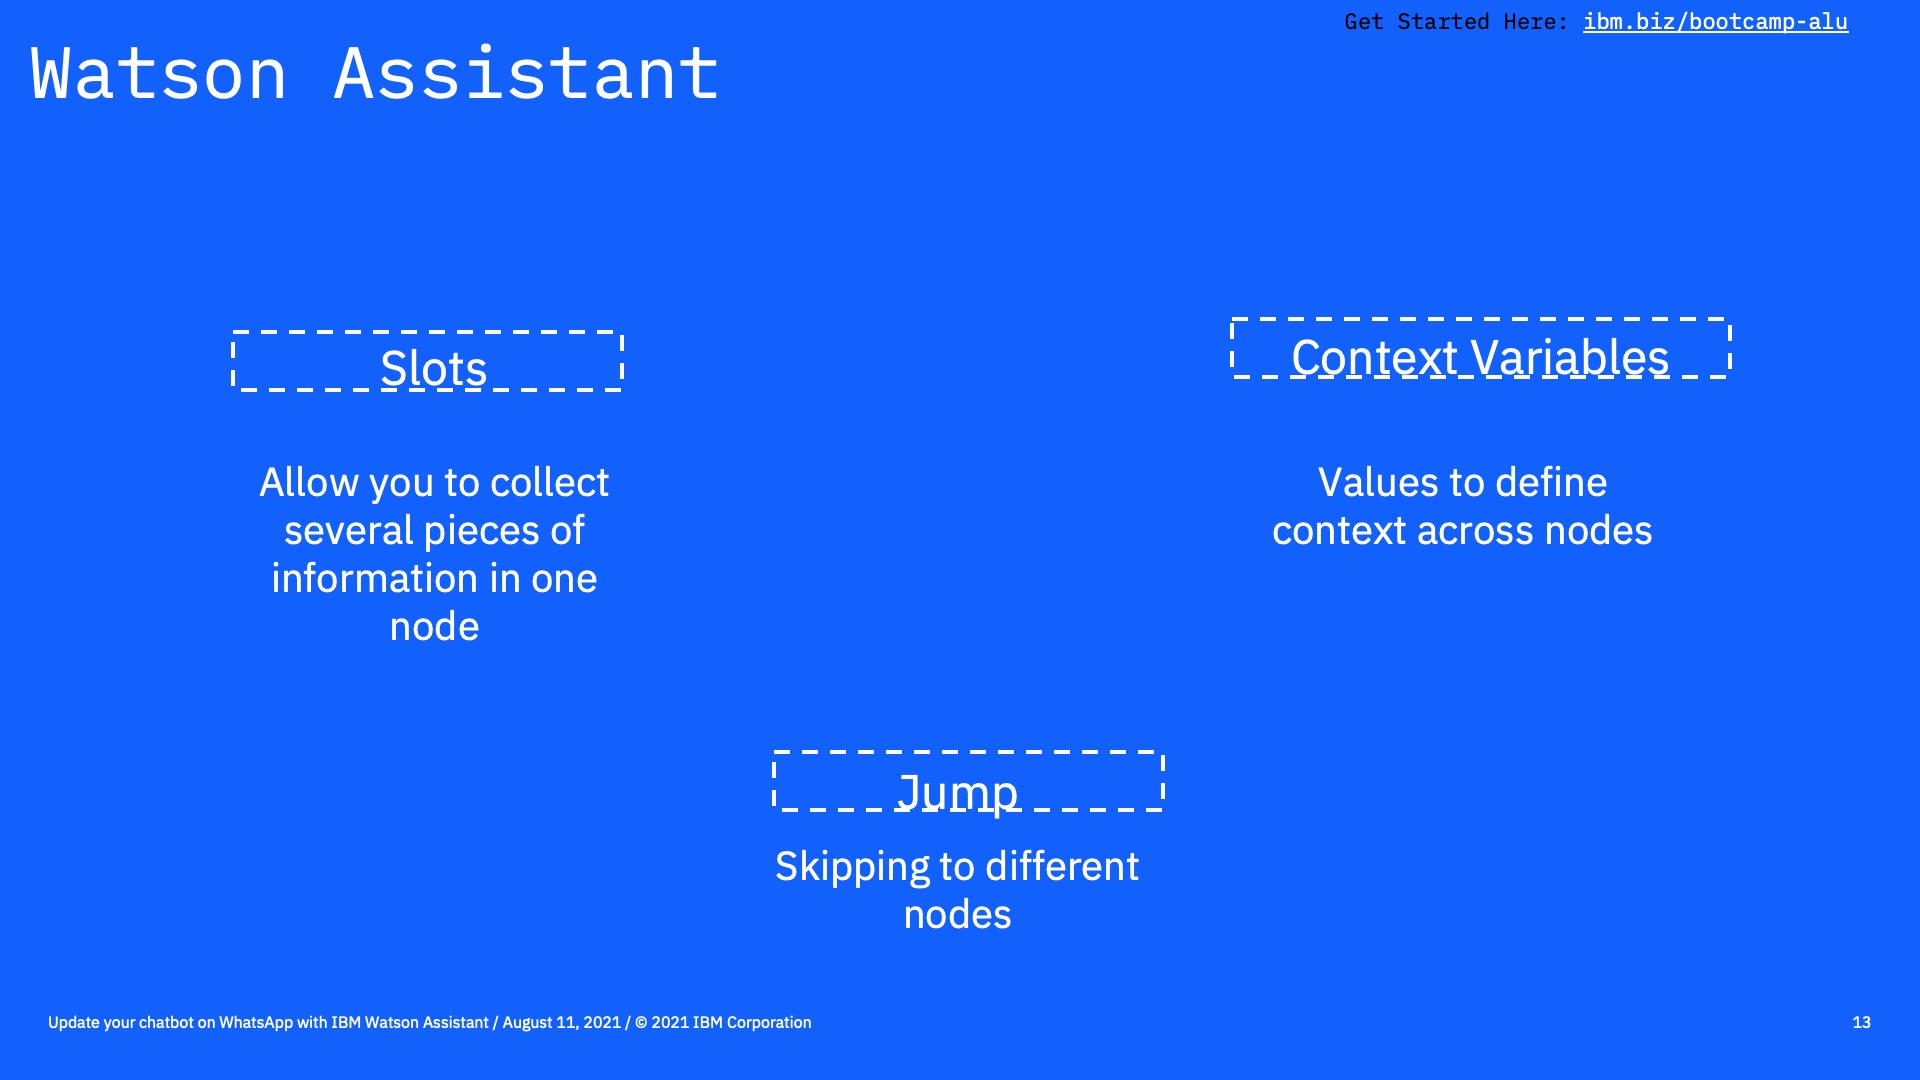 Get Started Here: ibm.biz/bootcamp-alu
Watson Assistant
Slots
Allow you to collect
several pieces of
information in one
node
Context Variables
Values to define
context across nodes
Jump
Skipping to different
nodes
Update your chatbot on WhatsApp with IBM Watson Assistant / August 11, 2021 / © 2021 IBM Corporation
13